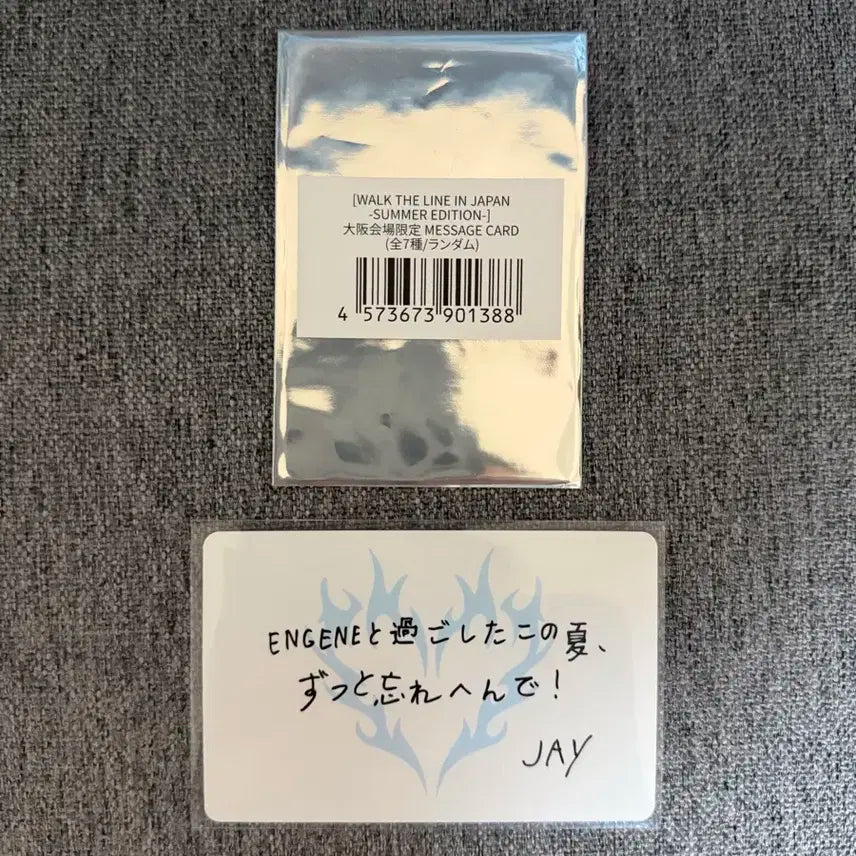 [WALK THE LINE IN JAPAN
-SUMMER EDITION-]
大阪会場限定 MESSAGE CARD
(全7種/ランダム)
4 573673 901388
ENGENEと過ごしたこの夏、
ずっと忘れへんで!
JAY